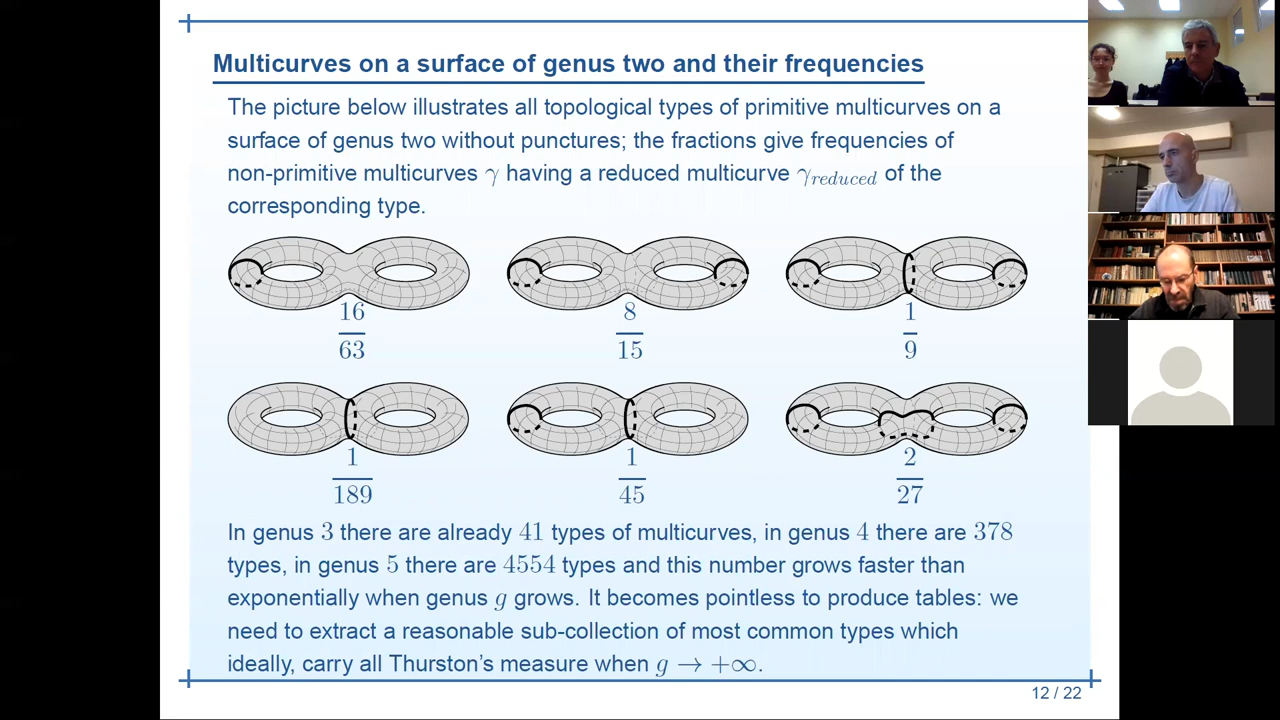 Multicurves on a surface of genus two and their frequencies
The picture below illustrates all topological types of primitive multicurves on a
surface of genus two without punctures; the fractions give frequencies of
non-primitive multicurves γ having a reduced multicurve γ_reduced of the
corresponding type.
16/63 8/15 1/9
1/189 1/45 2/27
In genus 3 there are already 41 types of multicurves, in genus 4 there are 378
types, in genus 5 there are 4554 types and this number grows faster than
exponentially when genus g grows. It becomes pointless to produce tables: we
need to extract a reasonable sub-collection of most common types which
ideally, carry all Thurston's measure when g → +∞.
12 / 22